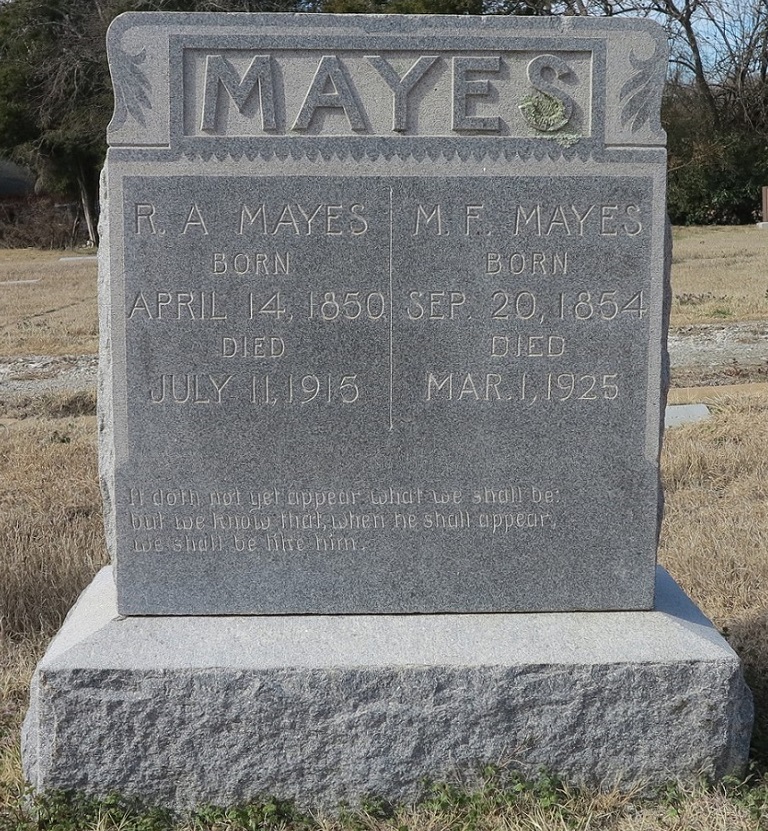 MAYES
R. A MAYES
BORN
APRIL 14, 1850
DIED
JULY 11, 1915
M. F. MAYES
BORN
SEP. 20, 1854
DIED
MAR. 1, 1925
It doth not yet appear what we shall be:
but we know that, when he shall appear,
we shall be like him.